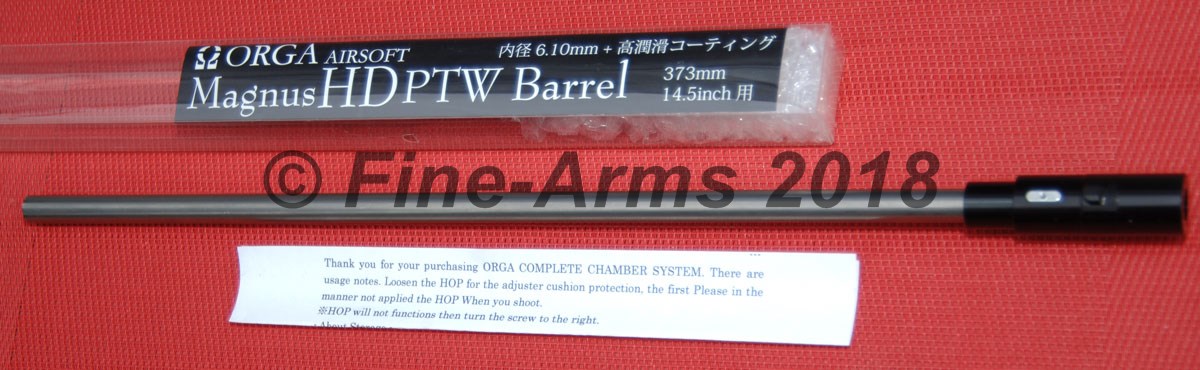 ORGA AIRSOFT 内径 6.10mm + 高潤滑コーティング
Magnus HD PTW Barrel 373mm
14.5inch 用
© Fine-Arms 2018
Thank you for your purchasing ORGA COMPLETE CHAMBER SYSTEM. There are
usage notes. Loosen the HOP for the adjuster cushion protection, the first Please in the
manner not applied the HOP When you shoot.
※HOP will not functions then turn the screw to the right.
· About Storage